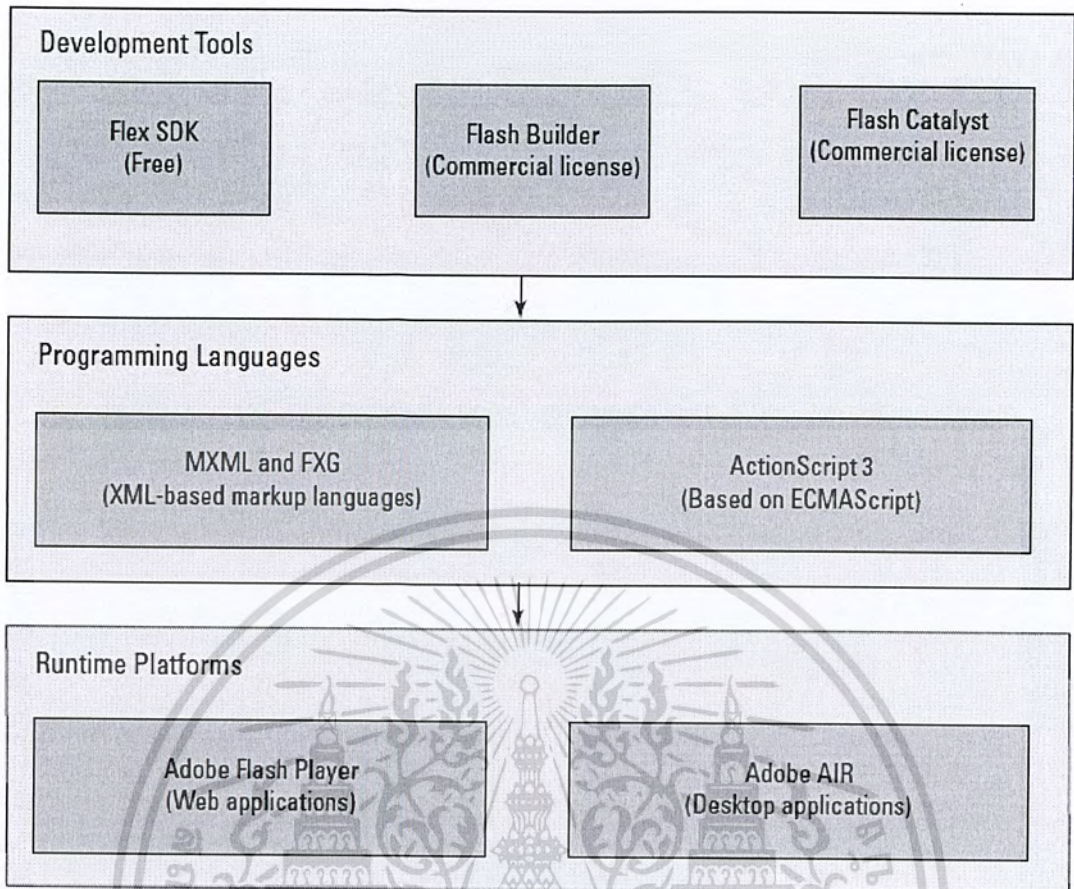 Development Tools
Flex SDK
(Free)
Flash Builder
(Commercial license)
Flash Catalyst
(Commercial license)
Programming Languages
MXML and FXG
(XML-based markup languages)
ActionScript 3
(Based on ECMAScript)
Runtime Platforms
Adobe Flash Player
(Web applications)
Adobe AIR
(Desktop applications)